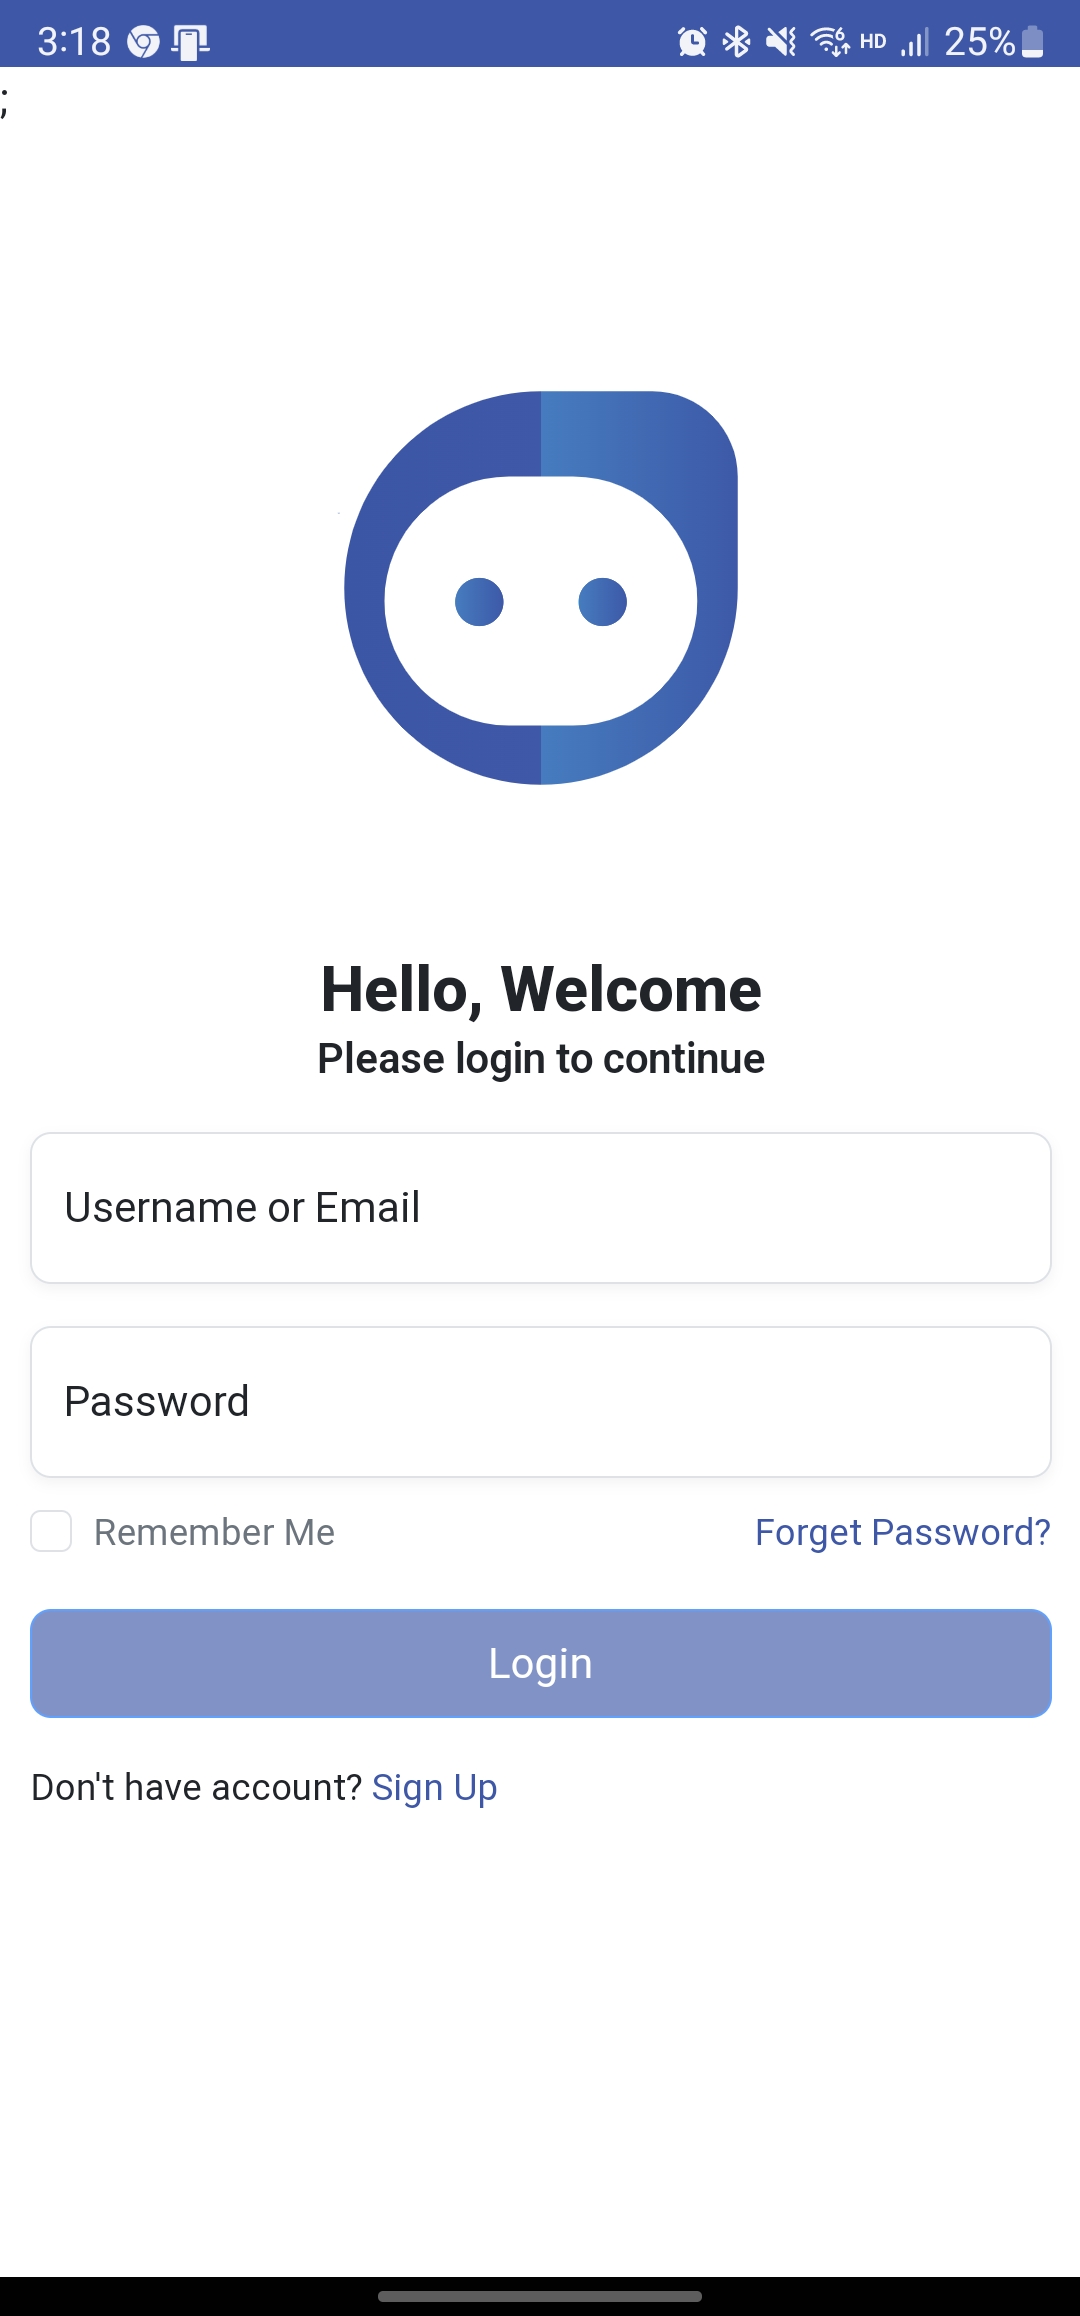 3:18 HD 25%
;
Hello, Welcome
Please login to continue
Username or Email
Password
Remember Me Forget Password?
Login
Don't have account? Sign Up